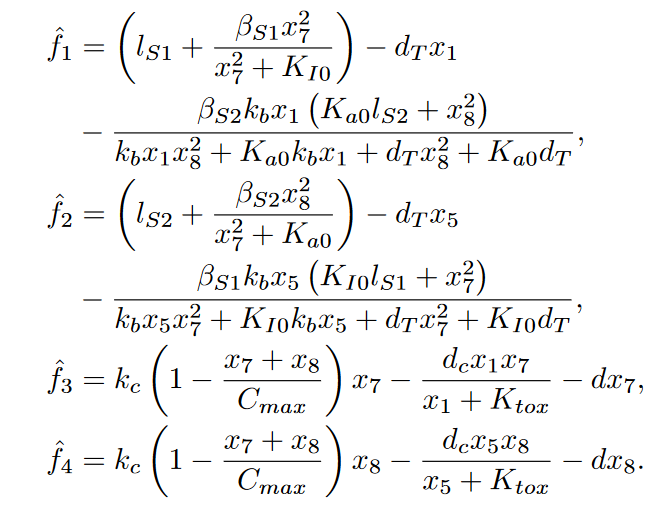 \hat{f}_1 = \left( l_{S1} + \frac{\beta_{S1} x_7^2}{x_7^2 + K_{I0}} \right) - d_T x_1
- \frac{\beta_{S2} k_b x_1 \left( K_{a0} l_{S2} + x_8^2 \right)}{k_b x_1 x_8^2 + K_{a0} k_b x_1 + d_T x_8^2 + K_{a0} d_T},
\hat{f}_2 = \left( l_{S2} + \frac{\beta_{S2} x_8^2}{x_7^2 + K_{a0}} \right) - d_T x_5
- \frac{\beta_{S1} k_b x_5 \left( K_{I0} l_{S1} + x_7^2 \right)}{k_b x_5 x_7^2 + K_{I0} k_b x_5 + d_T x_7^2 + K_{I0} d_T},
\hat{f}_3 = k_c \left( 1 - \frac{x_7 + x_8}{C_{max}} \right) x_7 - \frac{d_c x_1 x_7}{x_1 + K_{tox}} - d x_7,
\hat{f}_4 = k_c \left( 1 - \frac{x_7 + x_8}{C_{max}} \right) x_8 - \frac{d_c x_5 x_8}{x_5 + K_{tox}} - d x_8.